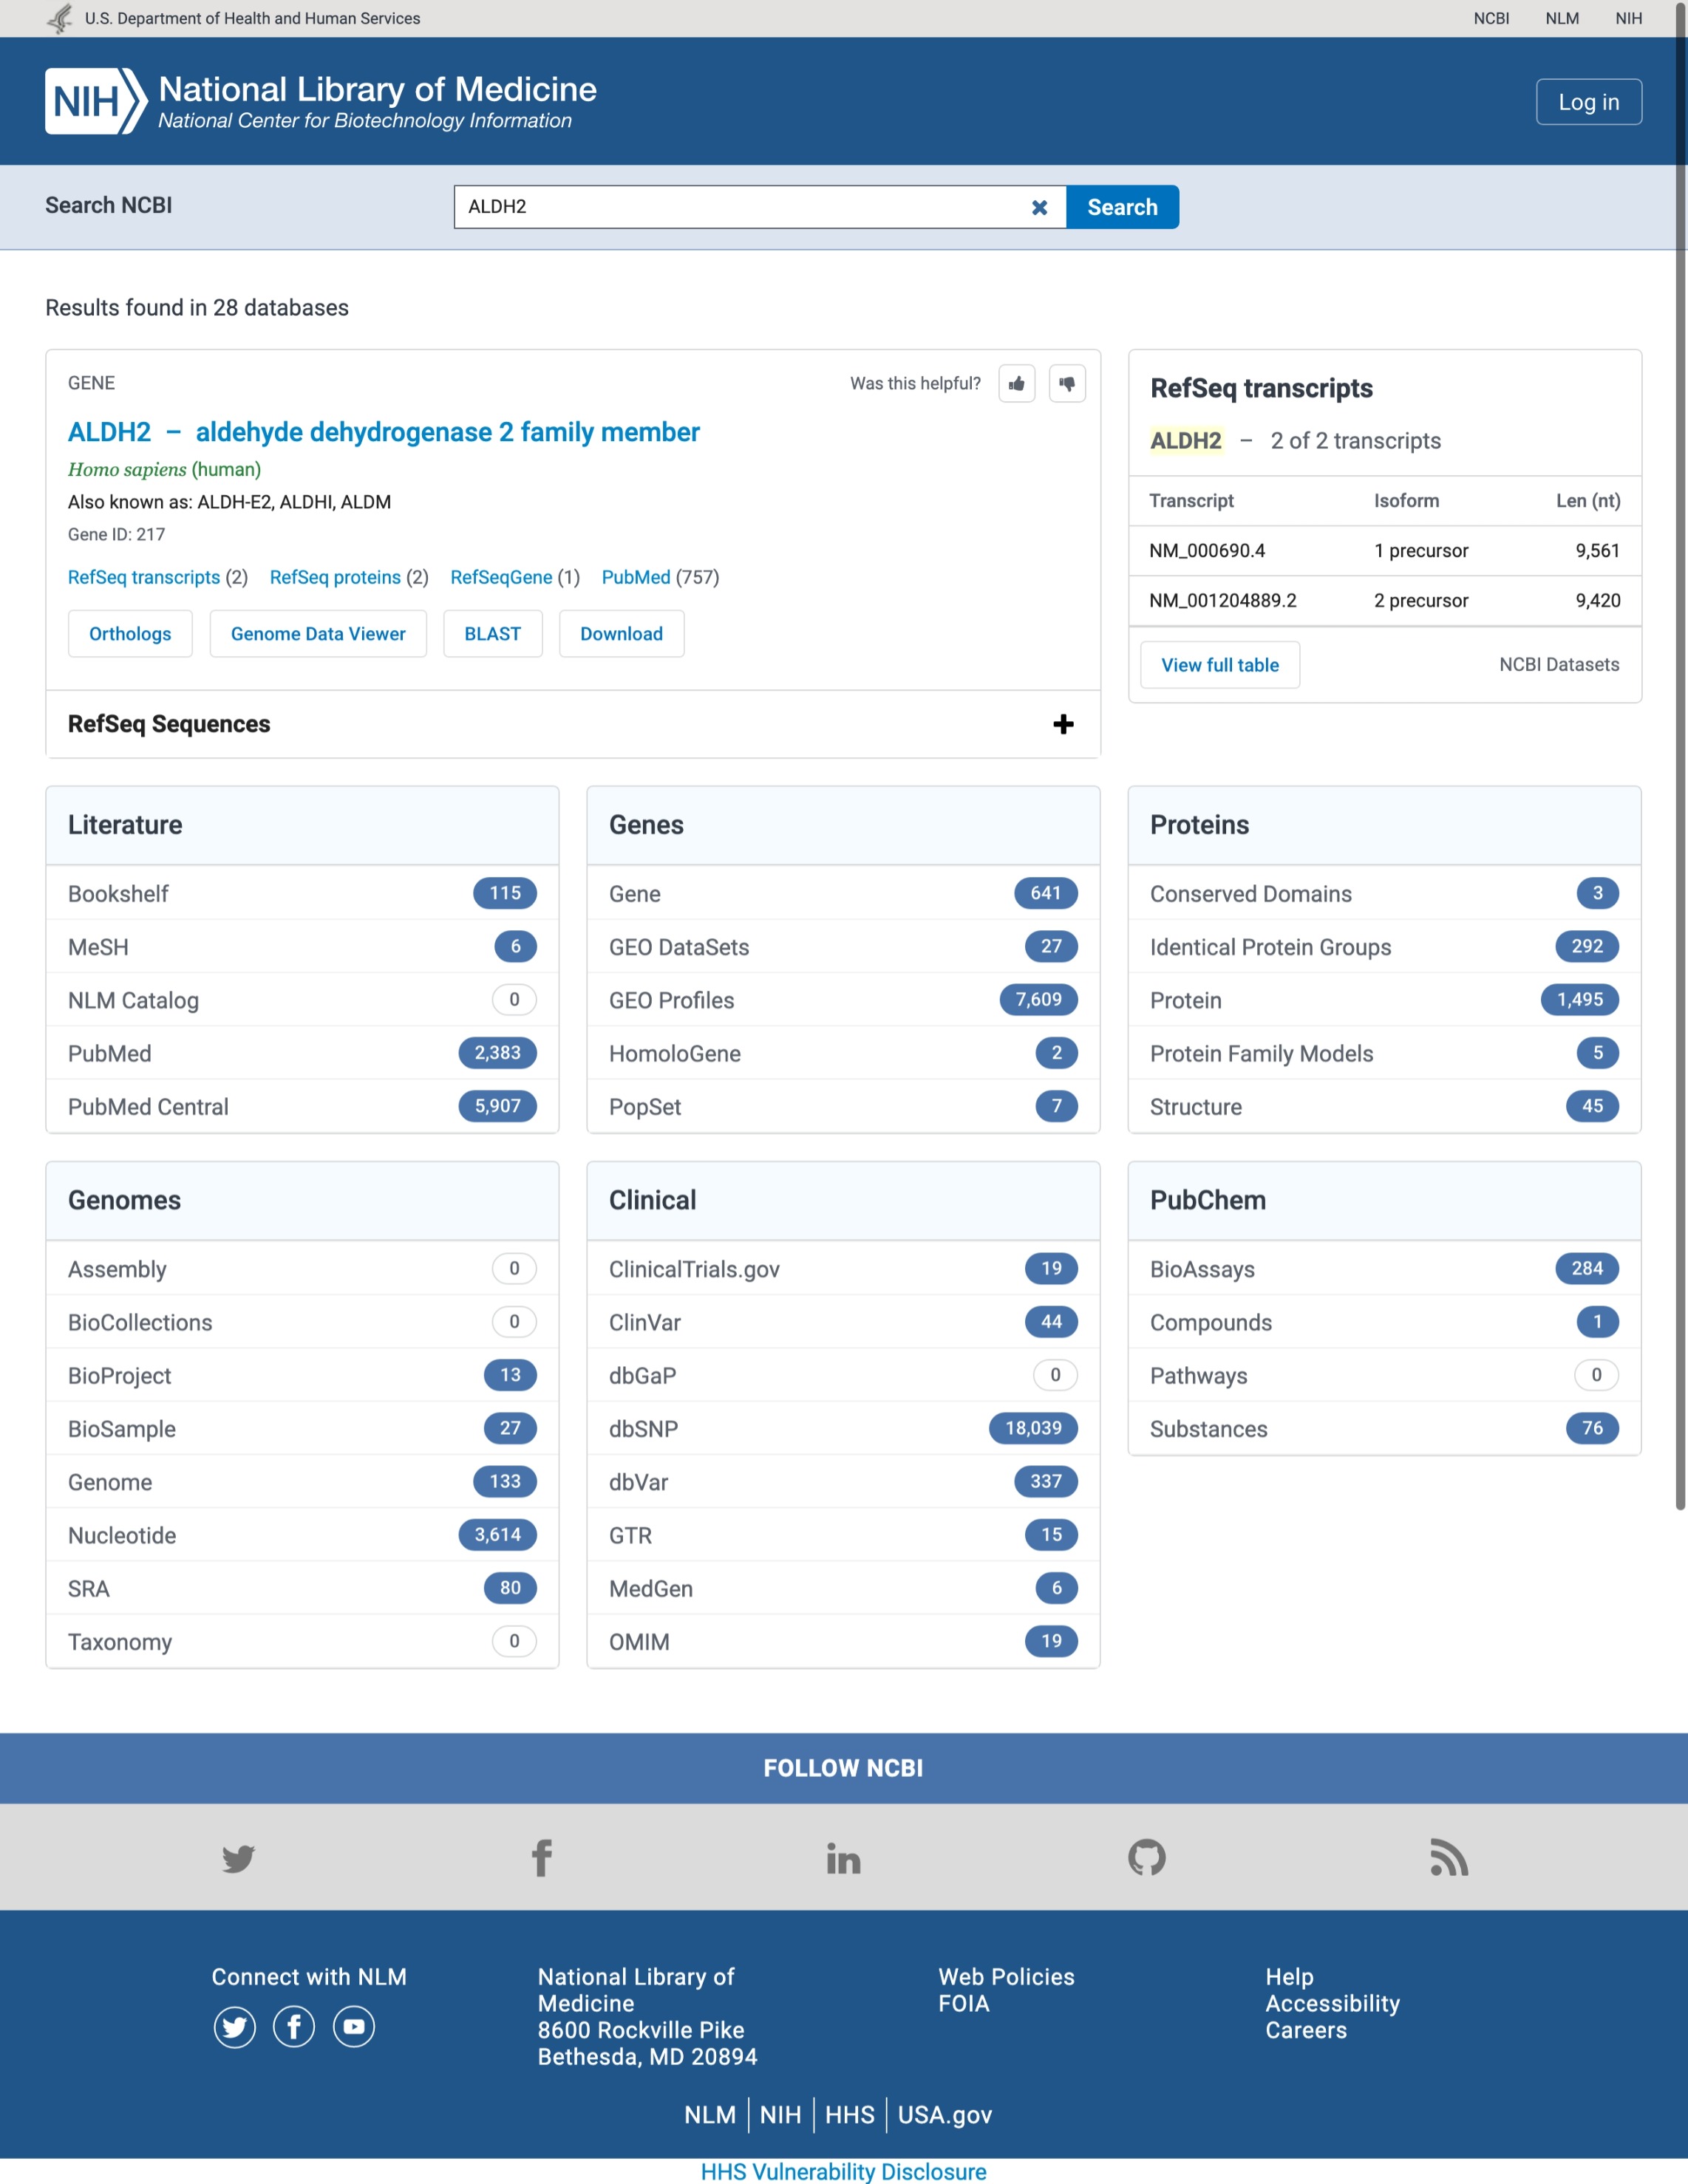 U.S. Department of Health and Human Services
NCBI NLM NIH
NIH National Library of Medicine
National Center for Biotechnology Information
Log in
Search NCBI
ALDH2
Search
Results found in 28 databases
GENE
Was this helpful?
ALDH2 – aldehyde dehydrogenase 2 family member
Homo sapiens (human)
Also known as: ALDH-E2, ALDHI, ALDM
Gene ID: 217
RefSeq transcripts (2) RefSeq proteins (2) RefSeqGene (1) PubMed (757)
Orthologs Genome Data Viewer BLAST Download
RefSeq Sequences
RefSeq transcripts
ALDH2 – 2 of 2 transcripts
Transcript Isoform Len (nt)
NM_000690.4 1 precursor 9,561
NM_001204889.2 2 precursor 9,420
View full table NCBI Datasets
Literature
Bookshelf 115
MeSH 6
NLM Catalog 0
PubMed 2,383
PubMed Central 5,907
Genes
Gene 641
GEO DataSets 27
GEO Profiles 7,609
HomoloGene 2
PopSet 7
Proteins
Conserved Domains 3
Identical Protein Groups 292
Protein 1,495
Protein Family Models 5
Structure 45
Genomes
Assembly 0
BioCollections 0
BioProject 13
BioSample 27
Genome 133
Nucleotide 3,614
SRA 80
Taxonomy 0
Clinical
ClinicalTrials.gov 19
ClinVar 44
dbGaP 0
dbSNP 18,039
dbVar 337
GTR 15
MedGen 6
OMIM 19
PubChem
BioAssays 284
Compounds 1
Pathways 0
Substances 76
FOLLOW NCBI
Connect with NLM
National Library of
Medicine
8600 Rockville Pike
Bethesda, MD 20894
Web Policies
FOIA
Help
Accessibility
Careers
NLM | NIH | HHS | USA.gov
HHS Vulnerability Disclosure